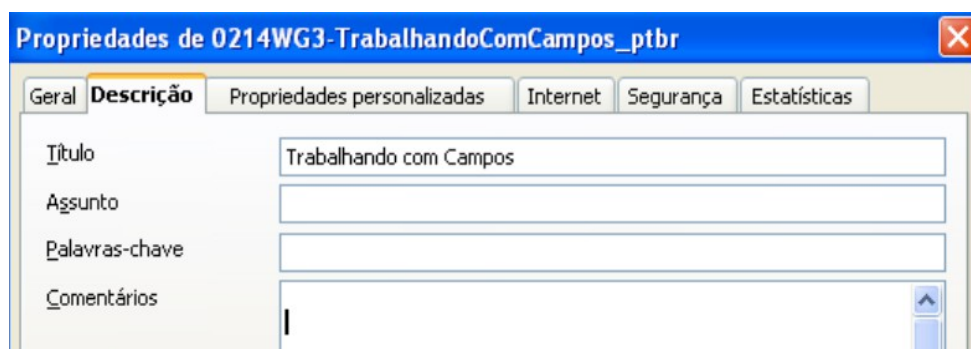 Propriedades de 0214WG3-TrabalhandoComCampos_ptbr
Geral Descrição Propriedades personalizadas Internet Segurança Estatísticas
Título Trabalhando com Campos
Assunto
Palavras-chave
Comentários